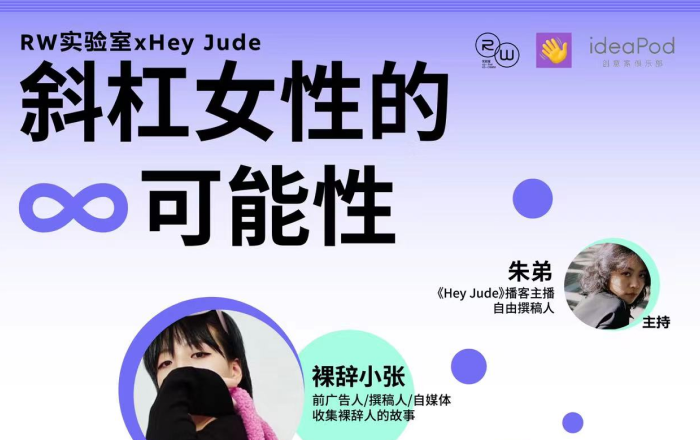 RW实验室xHey Jude
RW
ideaPod
斜杠女性的
∞可能性
朱弟
《Hey Jude》播客主播
自由撰稿人
主持
裸辞小张
前广告人/撰稿人/自媒体
收集裸辞人的故事